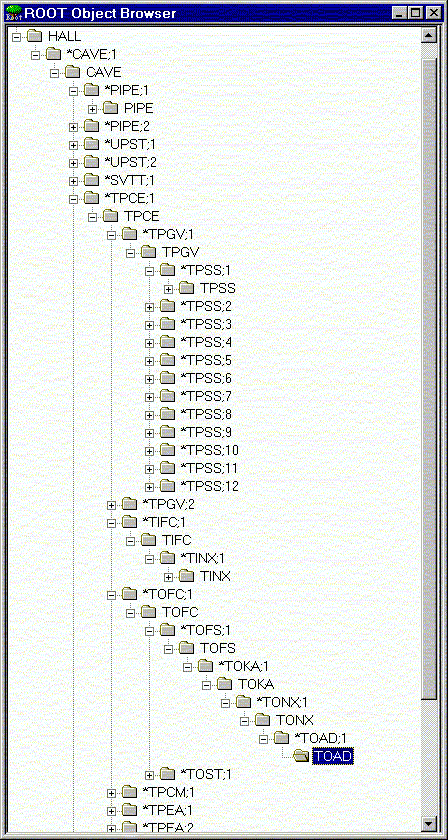 ROOT Object Browser
HALL
*CAVE;1
CAVE
*PIPE;1
PIPE
*PIPE;2
*UPST;1
*UPST;2
*SVTT;1
*TPCE;1
TPCE
*TPGV;1
TPGV
*TPSS;1
TPSS
*TPSS;2
*TPSS;3
*TPSS;4
*TPSS;5
*TPSS;6
*TPSS;7
*TPSS;8
*TPSS;9
*TPSS;10
*TPSS;11
*TPSS;12
*TPGV;2
*TIFC;1
TIFC
*TINX;1
TINX
*TOFC;1
TOFC
*TOFS;1
TOFS
*TOKA;1
TOKA
*TONX;1
TONX
*TOAD;1
TOAD
*TOST;1
*TPCM;1
*TPEA;1
*TPEA;2